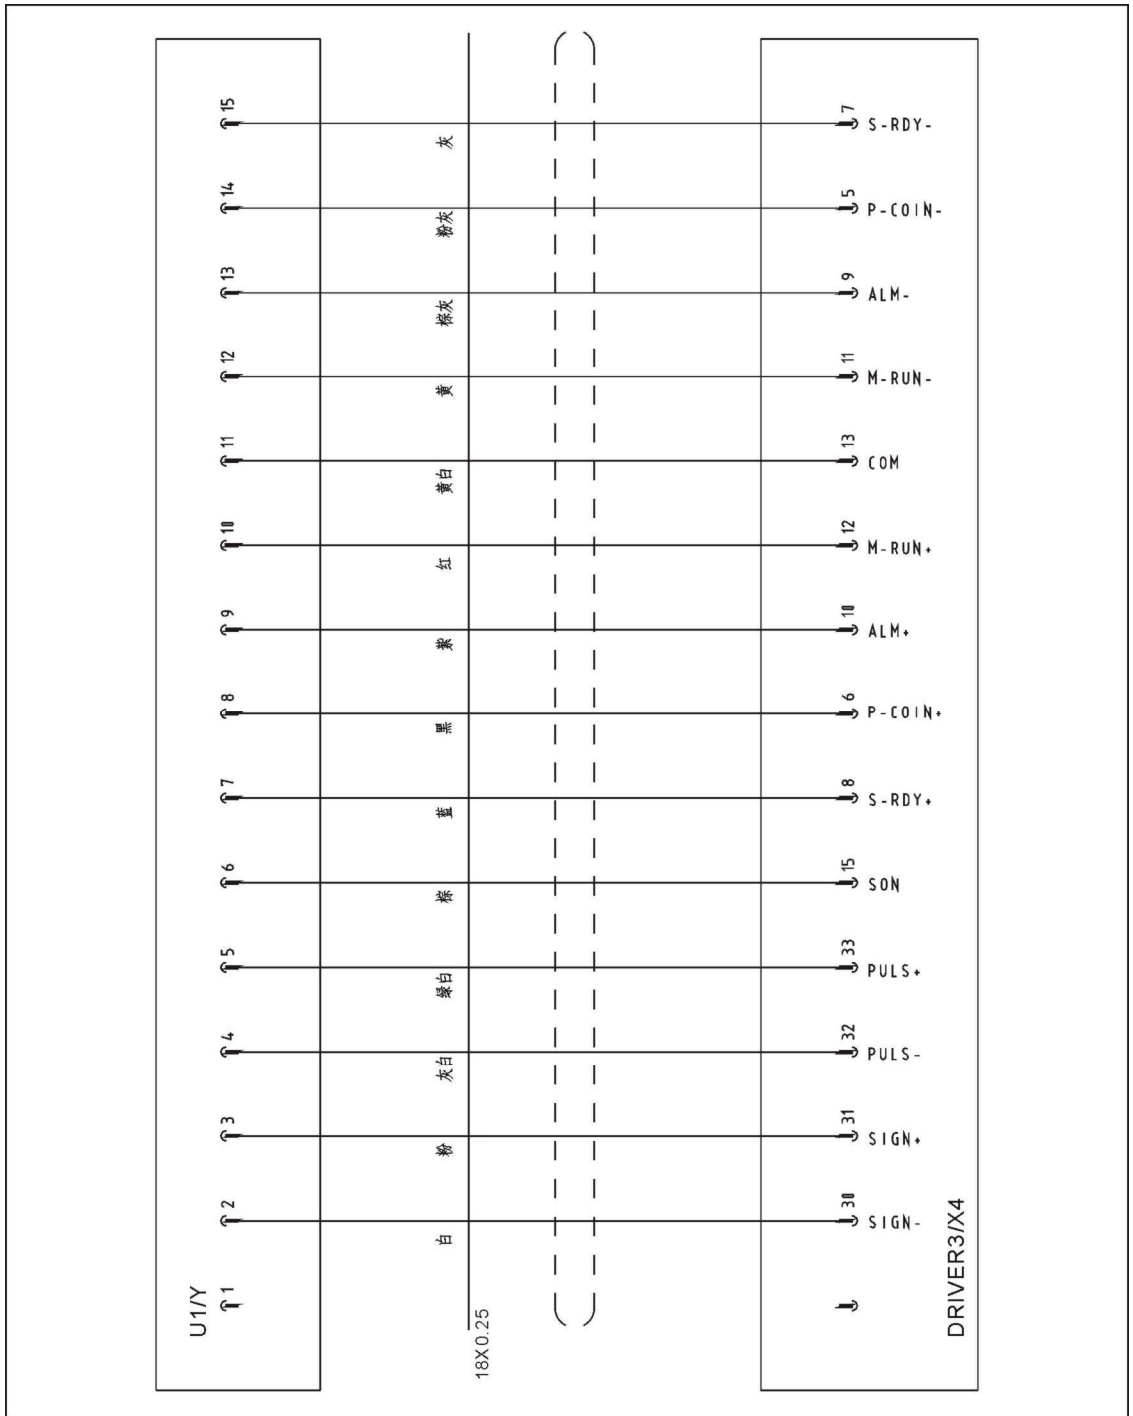 15 灰 7 S-RDY-
14 粉灰 5 P-COIN-
13 棕灰 9 ALM-
12 黄 11 M-RUN-
11 黄白 13 COM
10 红 12 M-RUN+
9 紫 10 ALM+
8 黑 6 P-COIN+
7 蓝 8 S-RDY+
6 棕 15 SON
5 绿白 33 PULS+
4 灰白 32 PULS-
3 粉 31 SIGN+
2 白 30 SIGN-
1
U1/Y
18X0.25
DRIVER3/X4